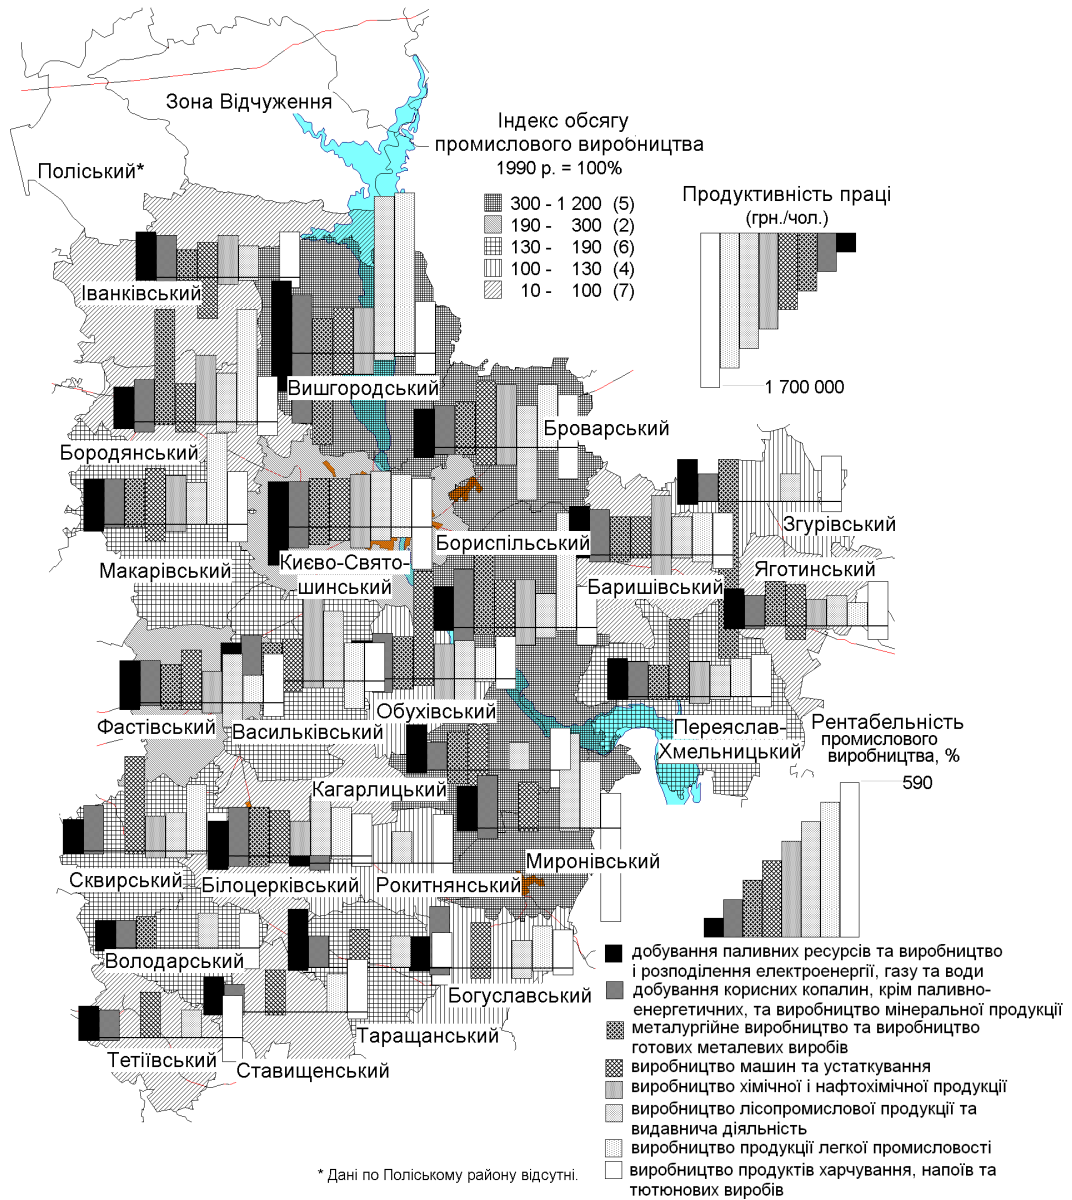 Зона Відчуження
Поліський*
Індекс обсягу
промислового виробництва
1990 р. = 100%
300 - 1 200 (5)
190 - 300 (2)
130 - 190 (6)
100 - 130 (4)
10 - 100 (7)
Продуктивність праці
(грн./чол.)
1 700 000
Іванківський
Вишгородський
Броварський
Бородянський
Згурівський
Бориспільський
Києво-Свято-
шинський
Макарівський
Баришівський
Яготинський
Обухівський
Фастівський
Васильківський
Переяслав-
Хмельницький
Рентабельність
промислового
виробництва, %
590
Кагарлицький
Миронівський
Сквирський
Білоцерківський
Рокитнянський
Володарський
Богуславський
Таращанський
Тетіївський
Ставищенський
добування паливних ресурсів та виробництво
і розподілення електроенергії, газу та води
добування корисних копалин, крім паливно-
енергетичних, та виробництво мінеральної продукції
металургійне виробництво та виробництво
готових металевих виробів
виробництво машин та устаткування
виробництво хімічної і нафтохімічної продукції
виробництво лісопромислової продукції та
видавнича діяльність
виробництво продукції легкої промисловості
виробництво продуктів харчування, напоїв та
тютюнових виробів
* Дані по Поліському району відсутні.